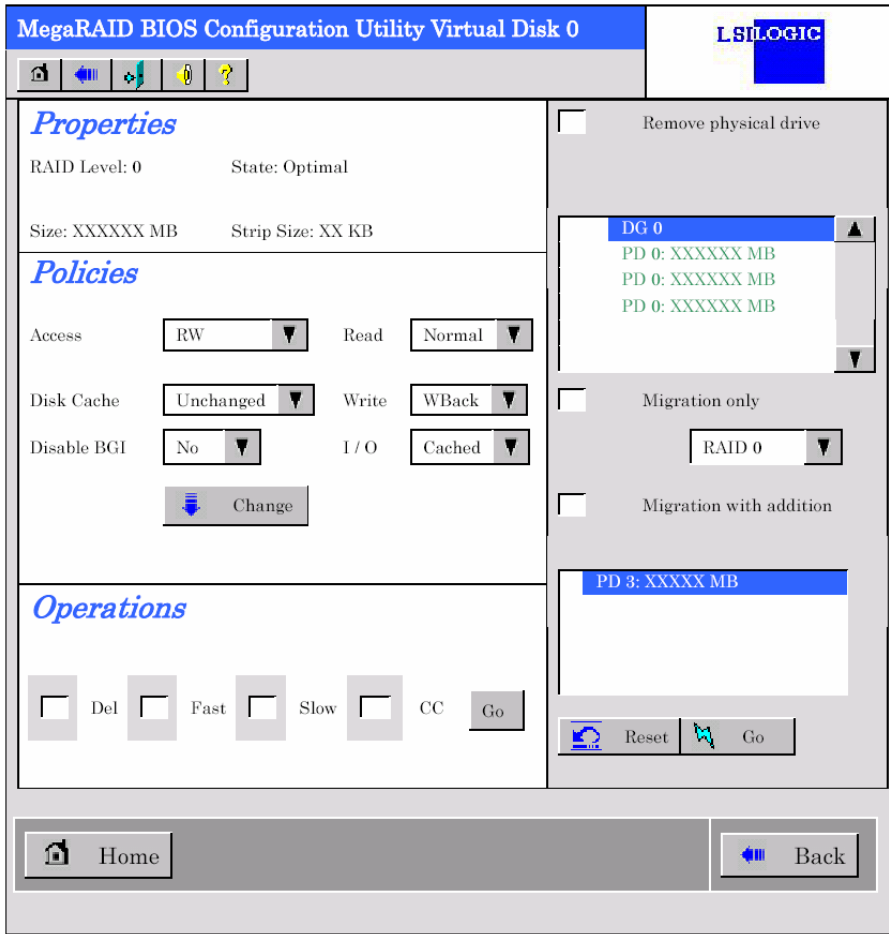 MegaRAID BIOS Configuration Utility Virtual Disk 0
LSILOGIC
?
Properties
RAID Level: 0 State: Optimal
Size: XXXXXX MB Strip Size: XX KB
Policies
Access RW Read Normal
Disk Cache Unchanged Write WBack
Disable BGI No I / O Cached
Change
Operations
Del Fast Slow CC Go
Remove physical drive
DG 0
PD 0: XXXXXX MB
PD 0: XXXXXX MB
PD 0: XXXXXX MB
Migration only
RAID 0
Migration with addition
PD 3: XXXXX MB
Reset Go
Home Back